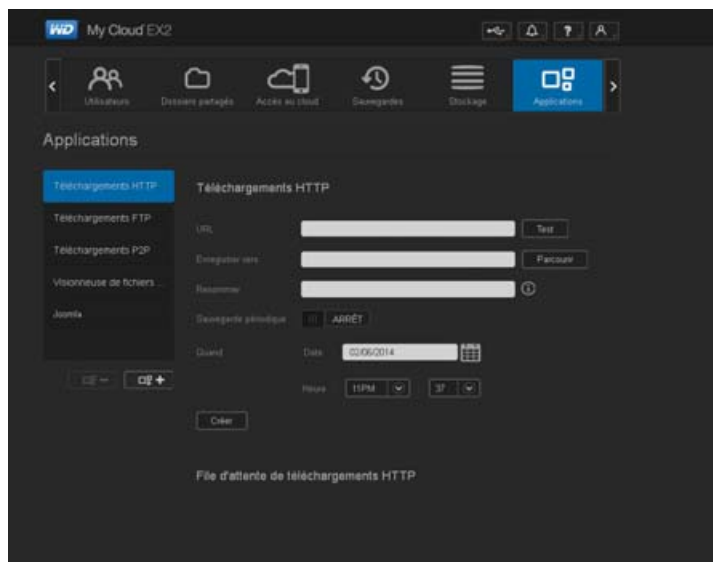 WD My Cloud EX2
?
Utilisateurs Dossiers partagés Accès au cloud Sauvegardes Stockage Applications
Applications
Téléchargements HTTP
Téléchargements FTP
Téléchargements P2P
Visionneuse de fichiers ...
Joomla
Téléchargements HTTP
URL Test
Enregistrer vers Parcourir
Renommer
Sauvegarde périodique ARRÊT
Quand Date 02/06/2014
Heure 11PM 37
Créer
File d'attente de téléchargements HTTP